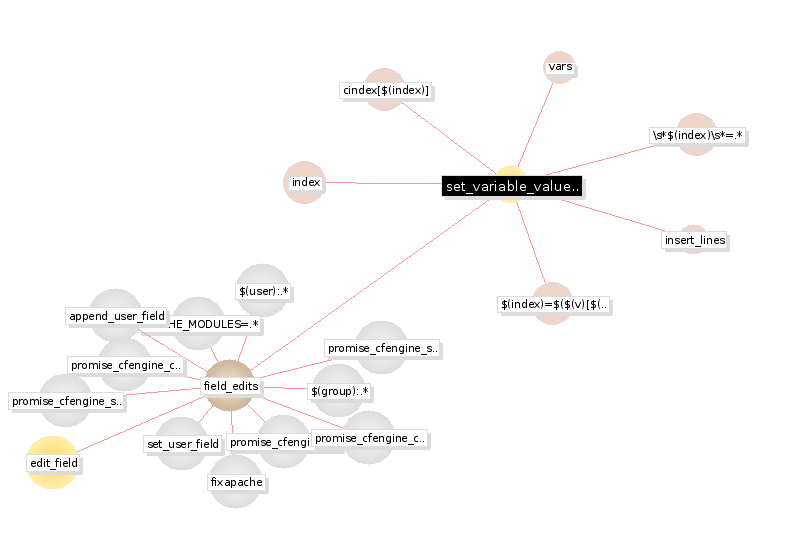 vars
cindex[$(index)]
\s*$(index)\s*=.*
index
set_variable_value..
insert_lines
$(user):.*
$(index)=$($(v)[$(..
append_user_field
HE_MODULES=.*
promise_cfengine_s..
promise_cfengine_c..
field_edits
$(group):.*
promise_cfengine_s..
set_user_field
promise_cfengi
promise_cfengine_c..
edit_field
fixapache